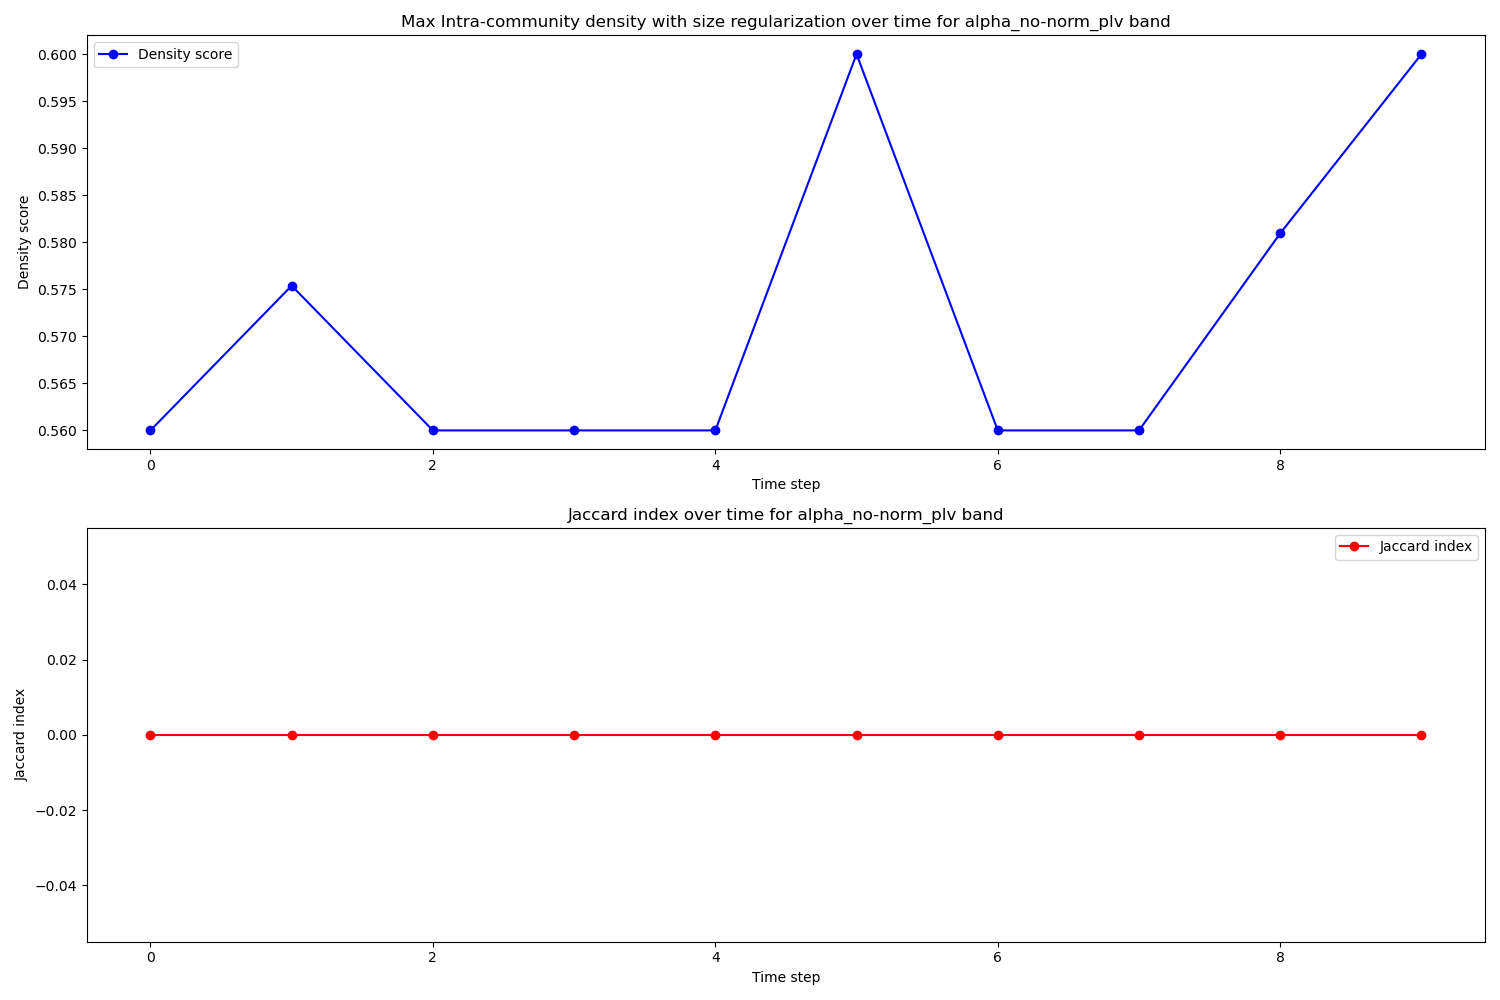 Max Intra-community density with size regularization over time for alpha_no-norm_plv band
Density score
0.600
0.595
0.590
0.585
0.580
0.575
0.570
0.565
0.560
Density score
0 2 4 6 8
Time step
Jaccard index over time for alpha_no-norm_plv band
Jaccard index
0.04
0.02
0.00
−0.02
−0.04
Jaccard index
0 2 4 6 8
Time step